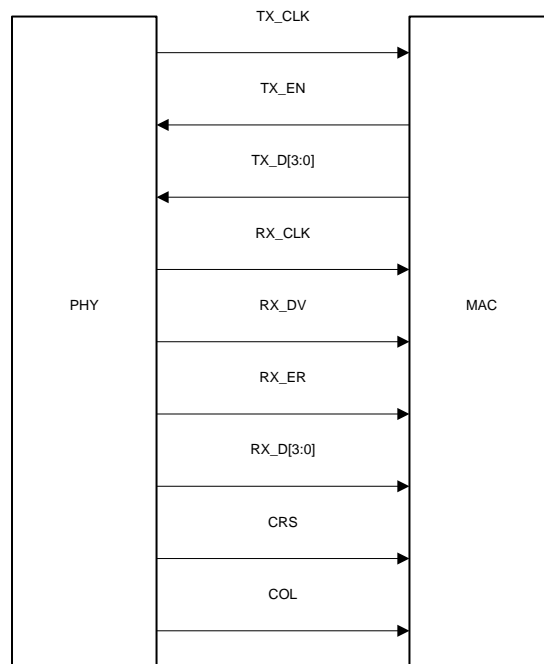 TX_CLK
TX_EN
TX_D[3:0]
RX_CLK
PHY
RX_DV
MAC
RX_ER
RX_D[3:0]
CRS
COL